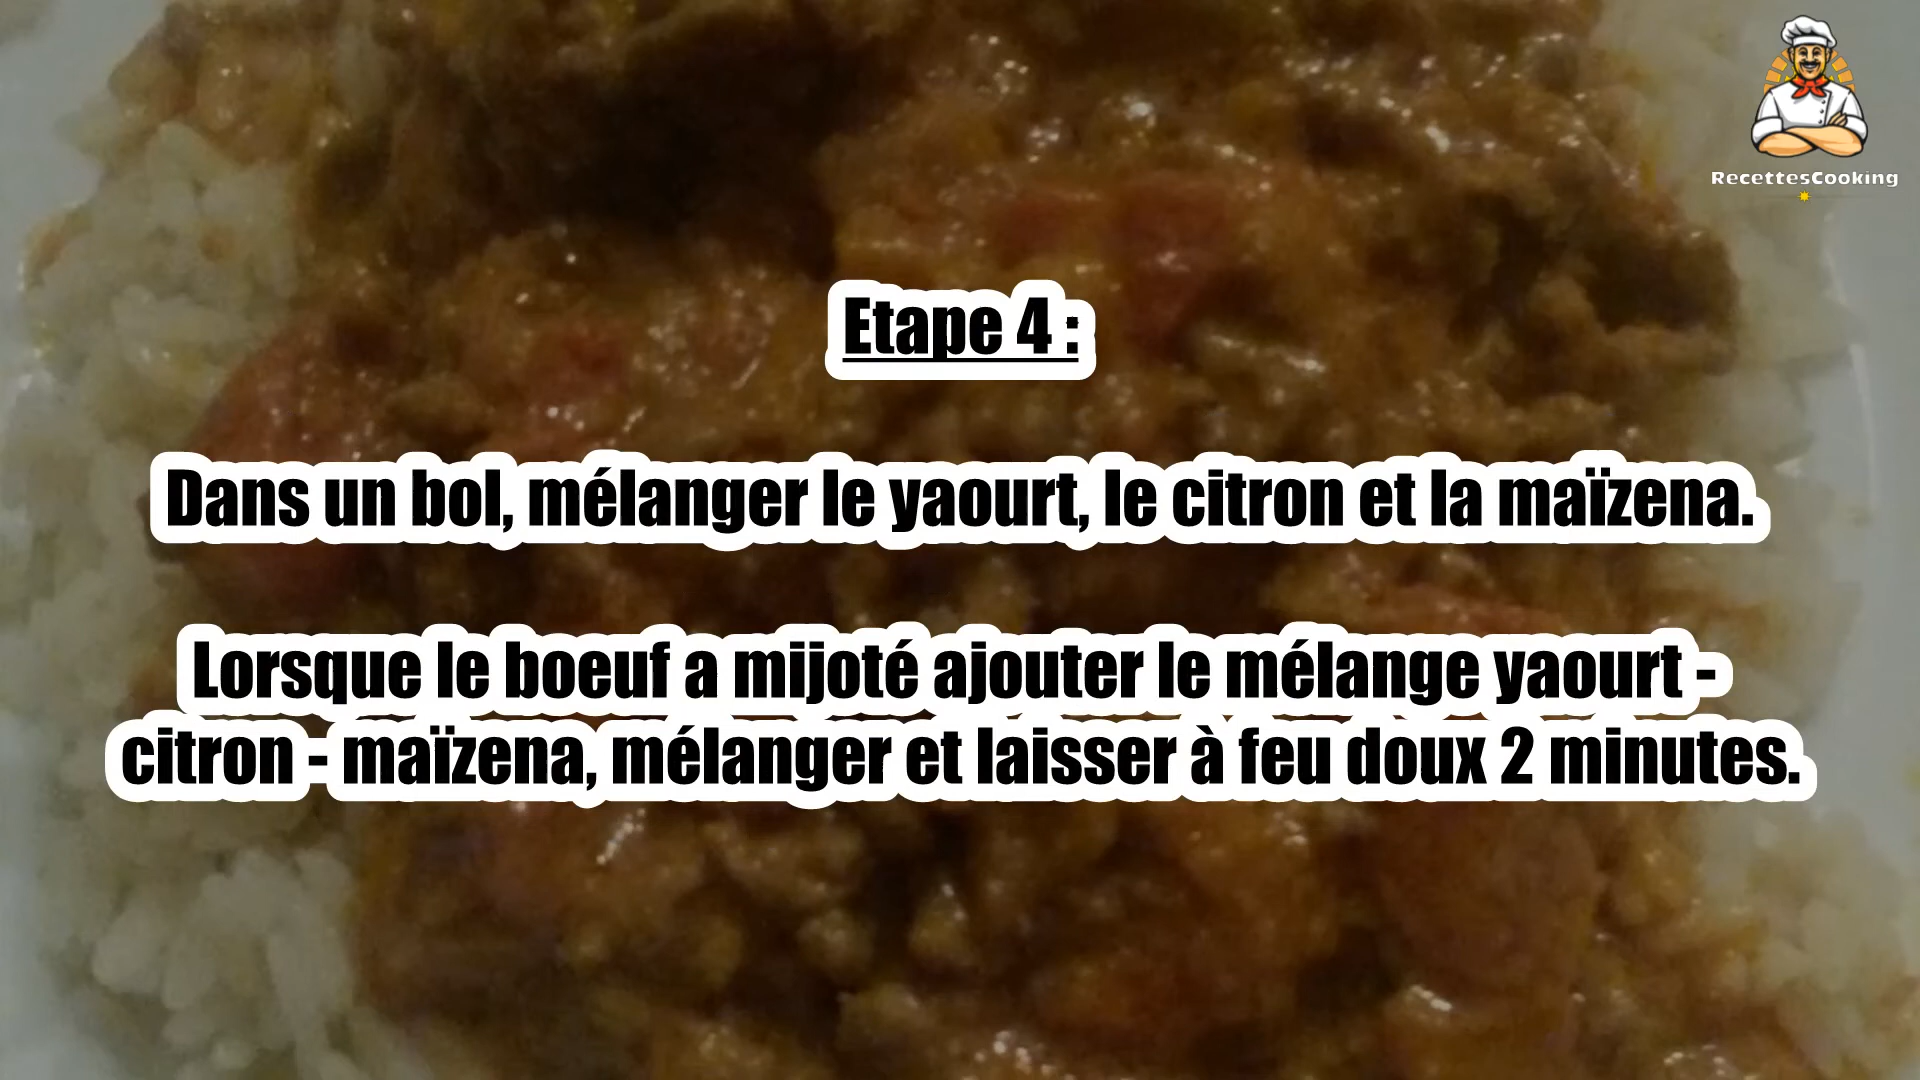 RecettesCooking
Etape 4 :
Dans un bol, mélanger le yaourt, le citron et la maïzena.
Lorsque le boeuf a mijoté ajouter le mélange yaourt -
citron - maïzena, mélanger et laisser à feu doux 2 minutes.